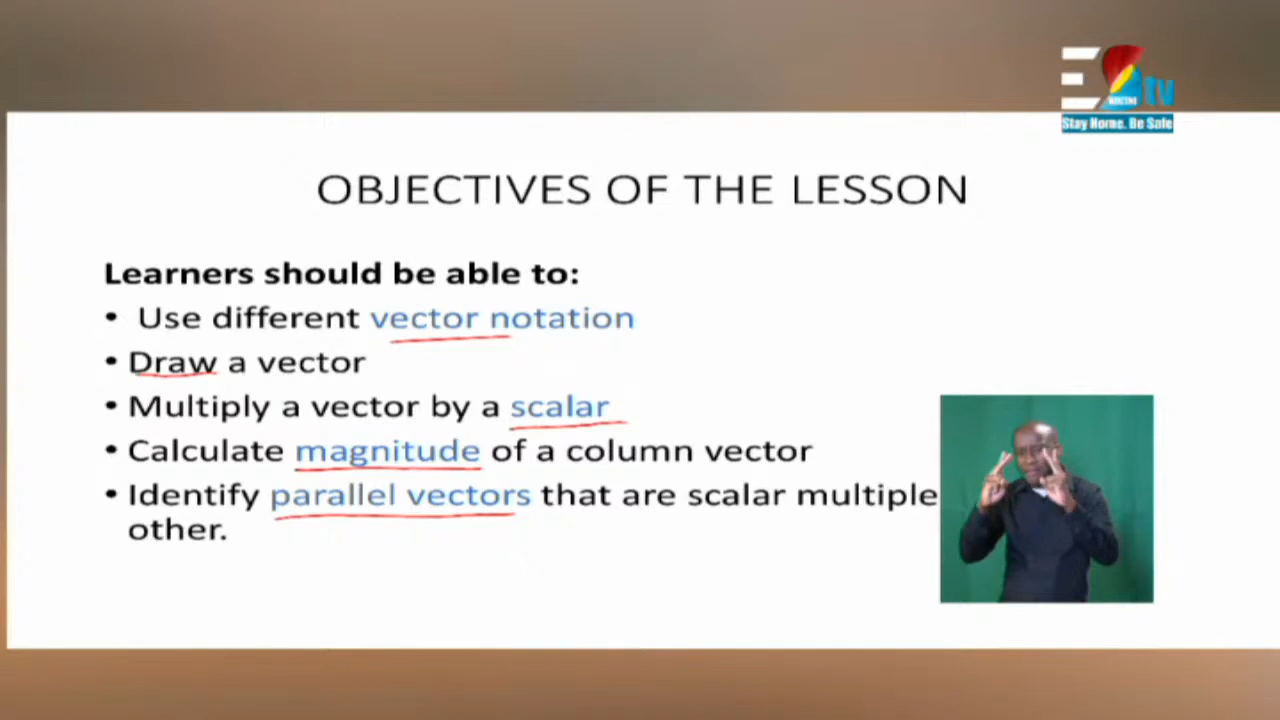 tv
Stay Home. Be Safe
OBJECTIVES OF THE LESSON
Learners should be able to:
• Use different vector notation
• Draw a vector
• Multiply a vector by a scalar
• Calculate magnitude of a column vector
• Identify parallel vectors that are scalar multiple
other.